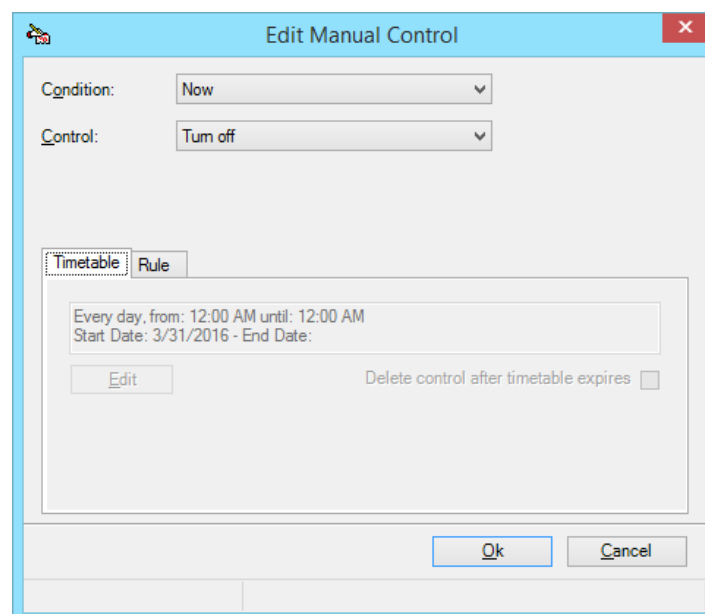 Edit Manual Control
Condition: Now
Control: Turn off
Timetable Rule
Every day, from: 12:00 AM until: 12:00 AM
Start Date: 3/31/2016 - End Date:
Edit Delete control after timetable expires
Ok Cancel